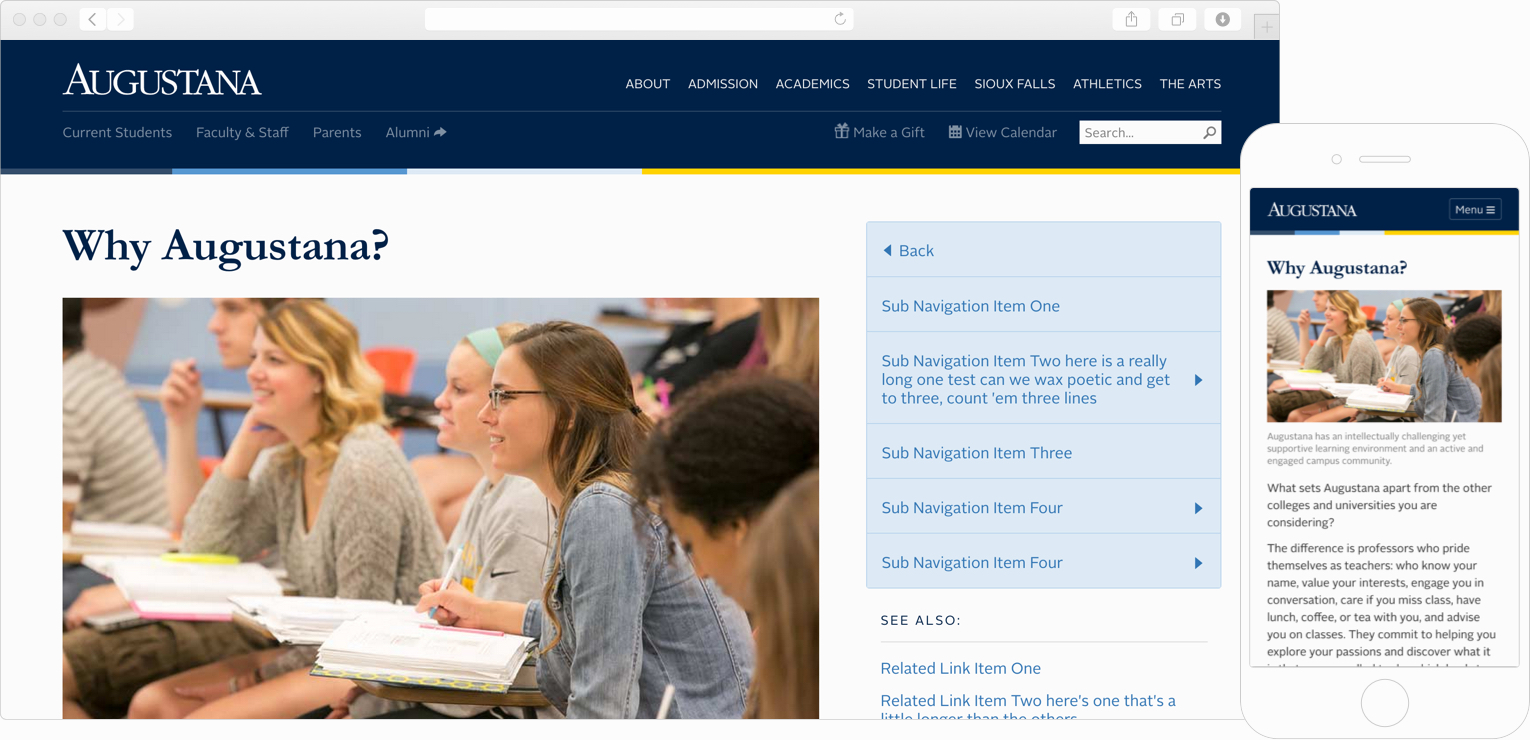 AUGUSTANA
ABOUT ADMISSION ACADEMICS STUDENT LIFE SIOUX FALLS ATHLETICS THE ARTS
Current Students Faculty & Staff Parents Alumni
Make a Gift View Calendar Search...
Why Augustana?
Back
Sub Navigation Item One
Sub Navigation Item Two here is a really
long one test can we wax poetic and get
to three, count 'em three lines
Sub Navigation Item Three
Sub Navigation Item Four
Sub Navigation Item Four
SEE ALSO:
Related Link Item One
Related Link Item Two here's one that's a
little longer than the others
AUGUSTANA
Menu
Why Augustana?
Augustana has an intellectually challenging yet
supportive learning environment and an active and
engaged campus community.
What sets Augustana apart from the other
colleges and universities you are
considering?
The difference is professors who pride
themselves as teachers: who know your
name, value your interests, engage you in
conversation, care if you miss class, have
lunch, coffee, or tea with you, and advise
you on classes. They commit to helping you
explore your passions and discover what it